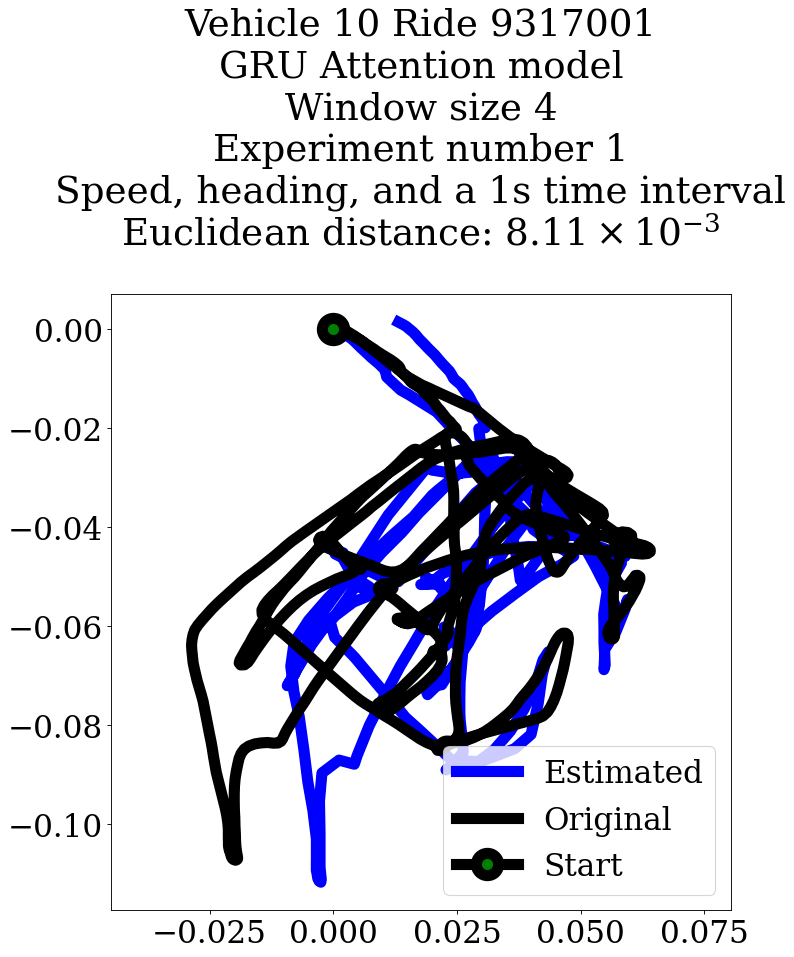 Vehicle 10 Ride 9317001
GRU Attention model
Window size 4
Experiment number 1
Speed, heading, and a 1s time interval
Euclidean distance: 8.11 × 10⁻³
0.00
−0.02
−0.04
−0.06
−0.08
−0.10
Estimated
Original
Start
−0.025 0.000 0.025 0.050 0.075